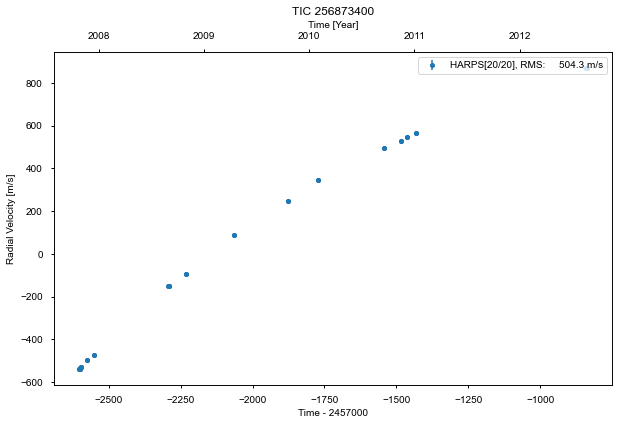 TIC 256873400
Time [Year]
2008 2009 2010 2011 2012
HARPS[20/20], RMS: 504.3 m/s
Radial Velocity [m/s]
800
600
400
200
0
−200
−400
−600
−2500 −2250 −2000 −1750 −1500 −1250 −1000
Time - 2457000